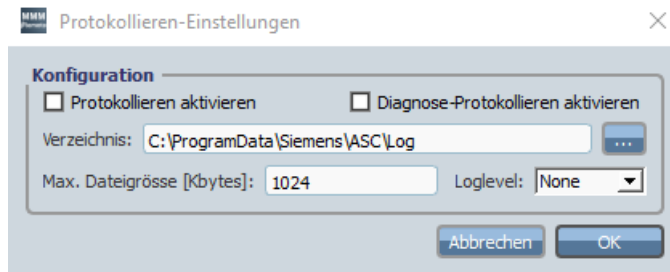 MMM
Protokollieren-Einstellungen
Konfiguration
Protokollieren aktivieren Diagnose-Protokollieren aktivieren
Verzeichnis: C:\ProgramData\Siemens\ASC\Log ...
Max. Dateigrösse [Kbytes]: 1024 Loglevel: None
Abbrechen OK